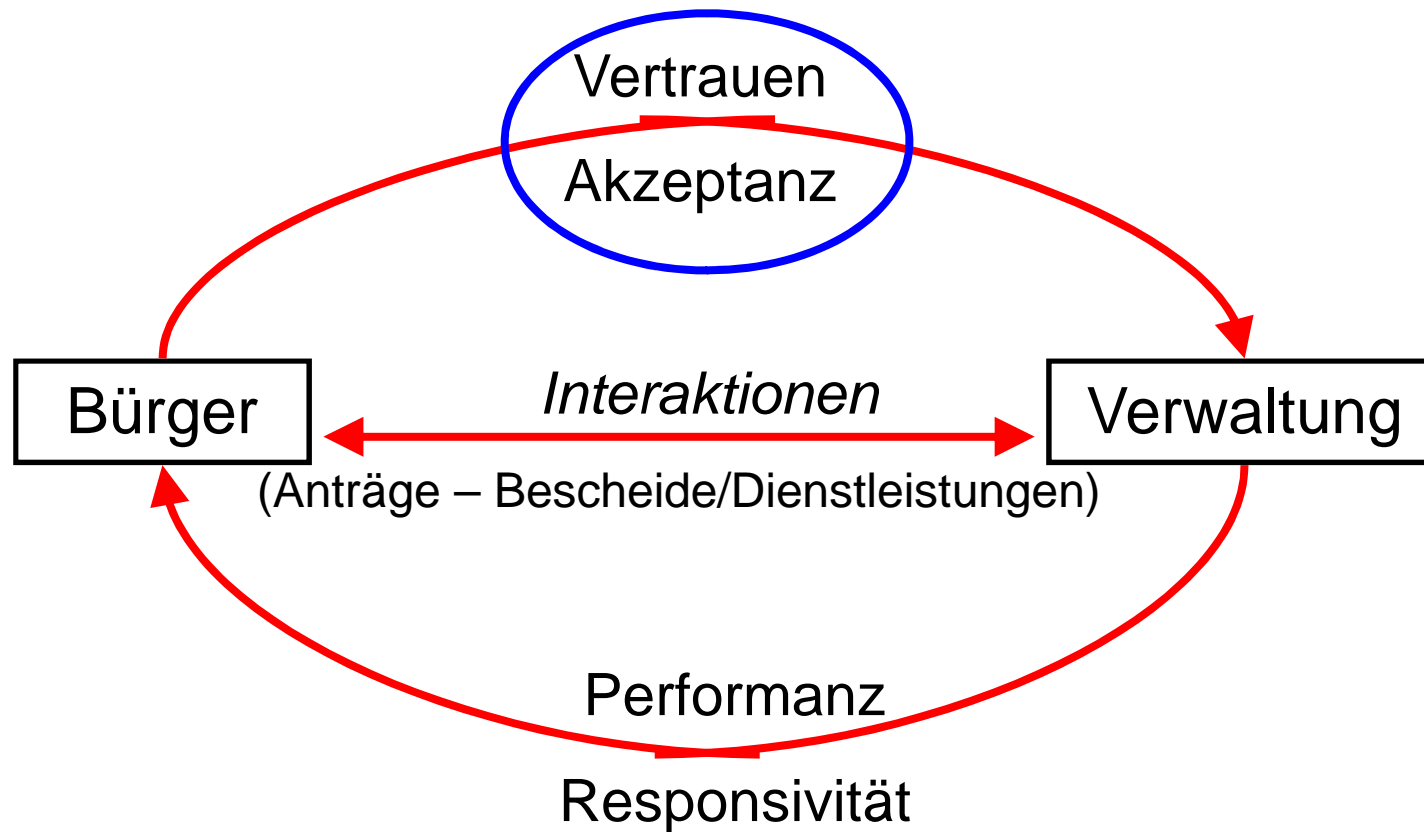 Vertrauen
Akzeptanz
Bürger
Interaktionen
Verwaltung
(Anträge – Bescheide/Dienstleistungen)
Performanz
Responsivität